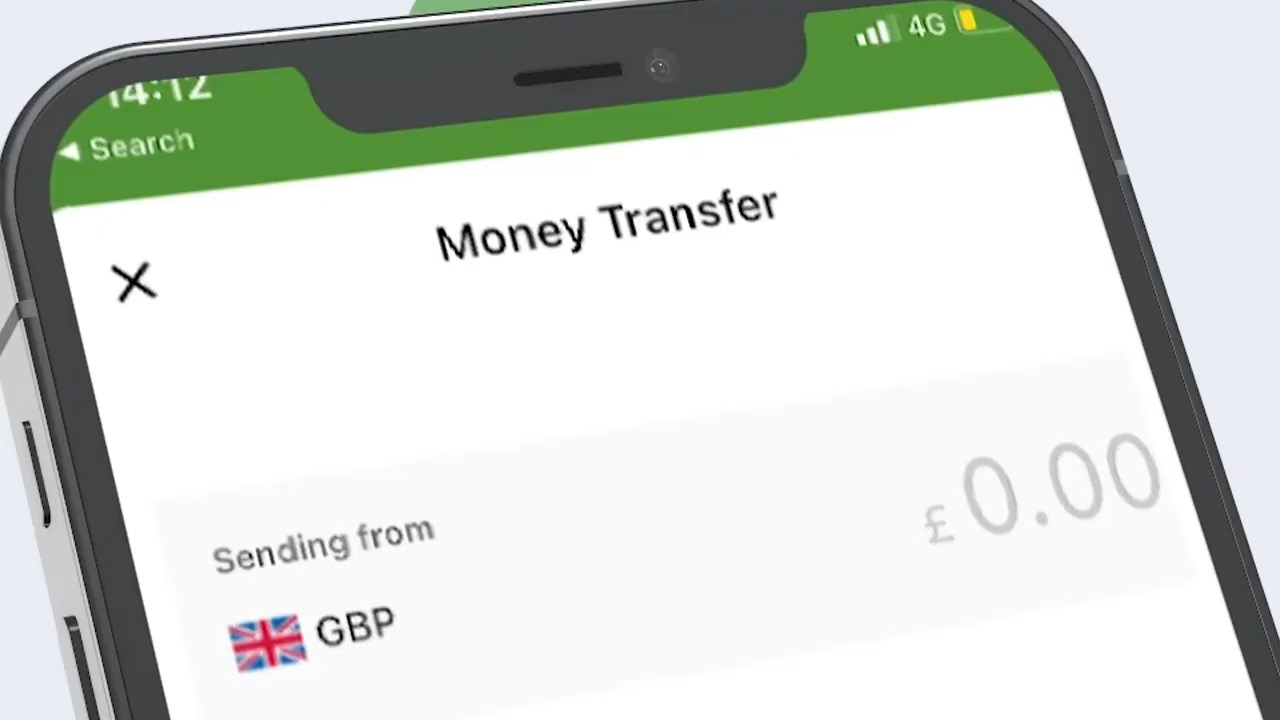 14:12
4G
Search
Money Transfer
Sending from
£ 0.00
GBP